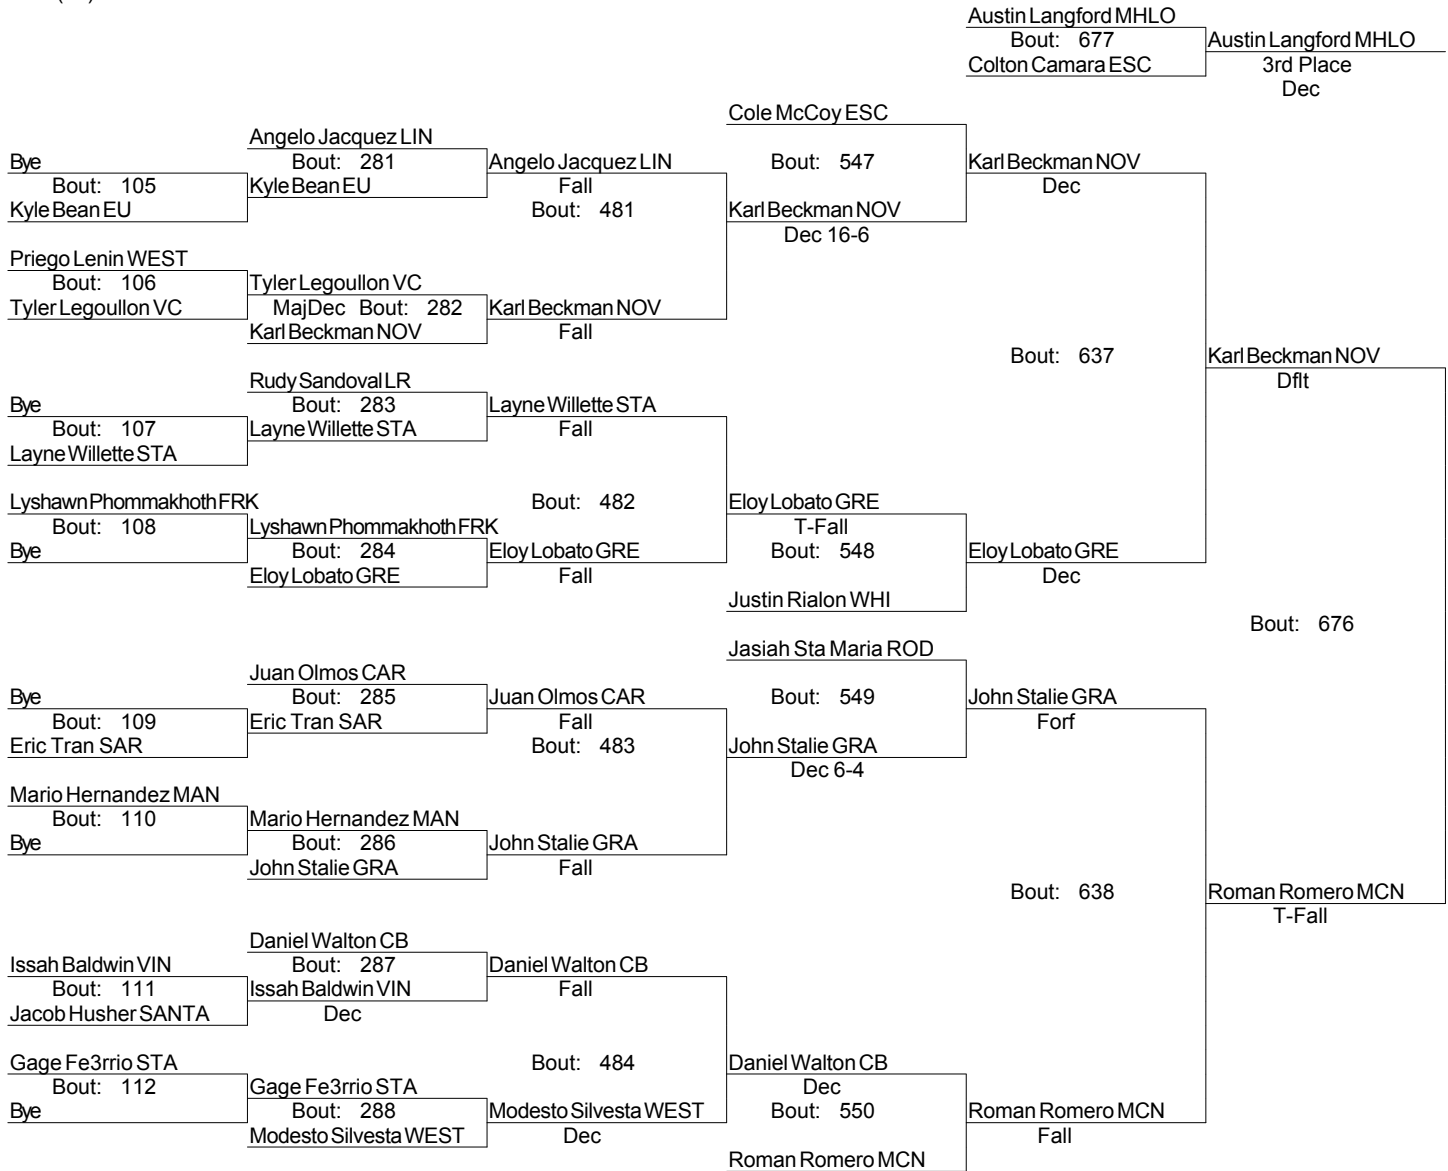 Austin Langford MHLO
Bout: 677 Austin Langford MHLO
Colton Camara ESC 3rd Place
Dec
Cole McCoy ESC
Angelo Jacquez LIN
Bye Bout: 281 Angelo Jacquez LIN Bout: 547 Karl Beckman NOV
Bout: 105 Kyle Bean EU Fall Dec
Kyle Bean EU Bout: 481 Karl Beckman NOV
Dec 16-6
Priego Lenin WEST
Bout: 106 Tyler Legoullon VC
Tyler Legoullon VC MajDec Bout: 282 Karl Beckman NOV
Karl Beckman NOV Fall
Bout: 637 Karl Beckman NOV
Rudy Sandoval LR Dflt
Bye Bout: 283 Layne Willette STA
Bout: 107 Layne Willette STA Fall
Layne Willette STA
Lyshawn Phommakhoth FRK Bout: 482 Eloy Lobato GRE
Bout: 108 Lyshawn Phommakhoth FRK T-Fall
Bye Bout: 284 Eloy Lobato GRE Bout: 548 Eloy Lobato GRE
Eloy Lobato GRE Fall Dec
Justin Rialon WHI
Bout: 676
Jasiah Sta Maria ROD
Juan Olmos CAR
Bye Bout: 285 Juan Olmos CAR Bout: 549 John Stalie GRA
Bout: 109 Eric Tran SAR Fall Forf
Eric Tran SAR Bout: 483 John Stalie GRA
Dec 6-4
Mario Hernandez MAN
Bout: 110 Mario Hernandez MAN
Bye Bout: 286 John Stalie GRA
John Stalie GRA Fall
Bout: 638 Roman Romero MCN
T-Fall
Daniel Walton CB
Issah Baldwin VIN Bout: 287 Daniel Walton CB
Bout: 111 Issah Baldwin VIN Fall
Jacob Husher SANTA Dec
Gage Fe3rrio STA Bout: 484 Daniel Walton CB
Bout: 112 Gage Fe3rrio STA Dec
Bye Bout: 288 Modesto Silvesta WEST Bout: 550 Roman Romero MCN
Modesto Silvesta WEST Dec Fall
Roman Romero MCN